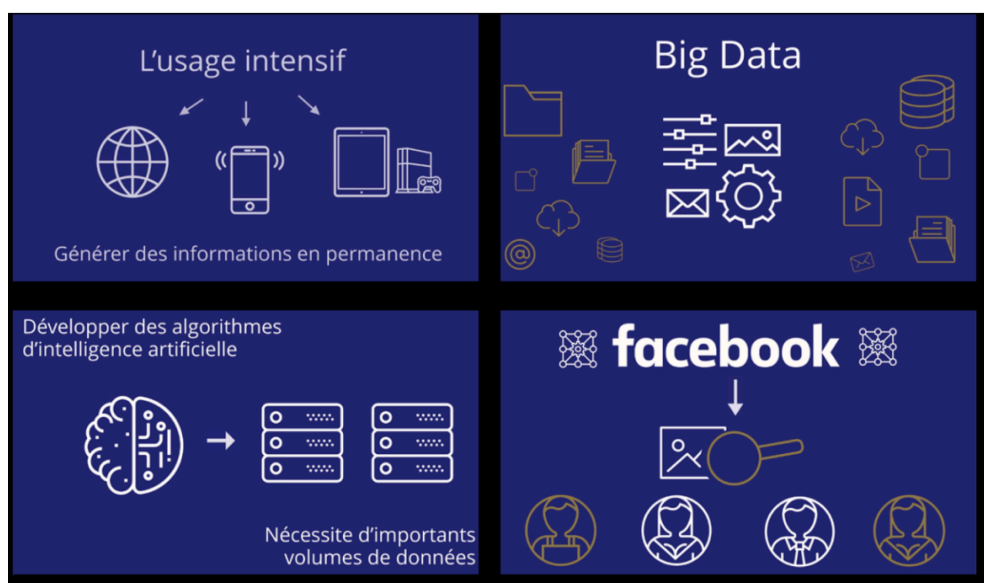 L'usage intensif
Générer des informations en permanence
Big Data
@
Développer des algorithmes
d'intelligence artificielle
Nécessite d'importants
volumes de données
facebook